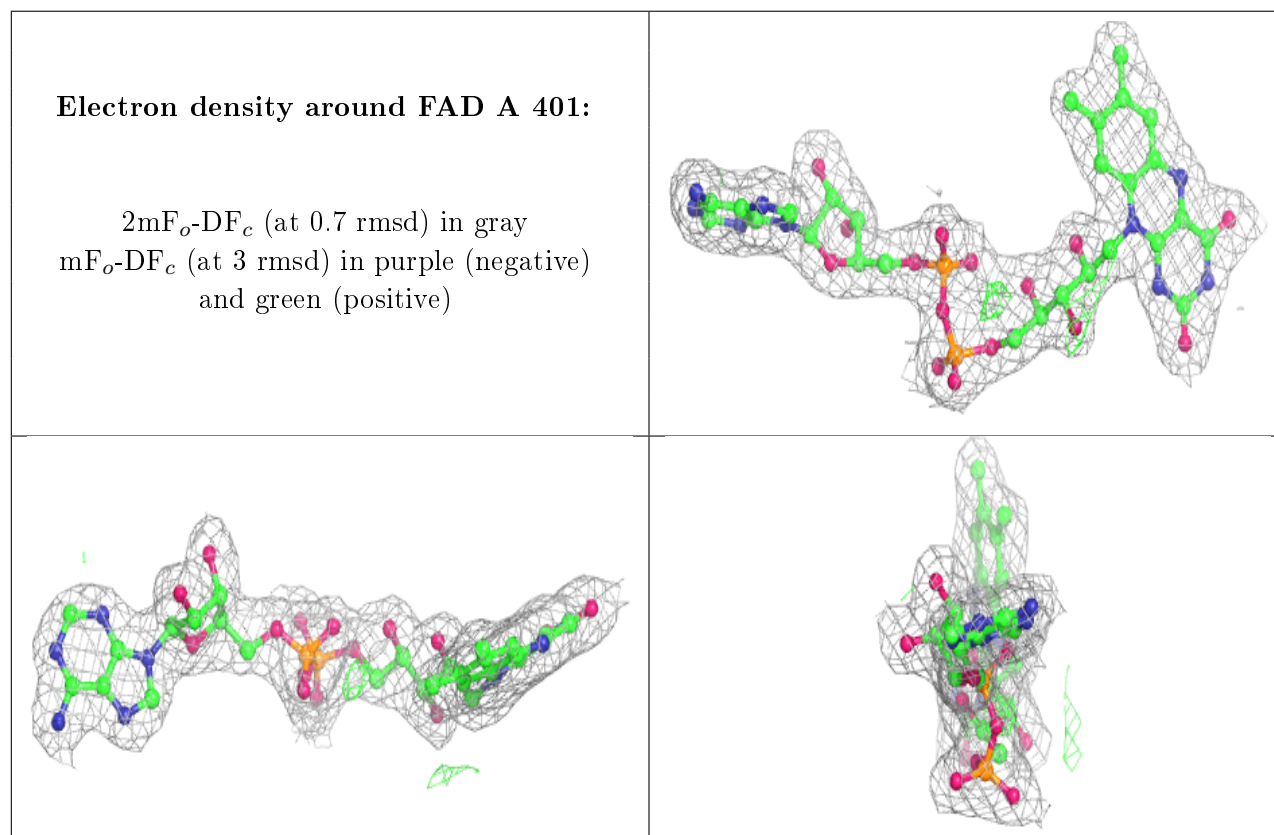 Electron density around FAD A 401:
2mFₒ-DF𝒸 (at 0.7 rmsd) in gray
mFₒ-DF𝒸 (at 3 rmsd) in purple (negative)
and green (positive)